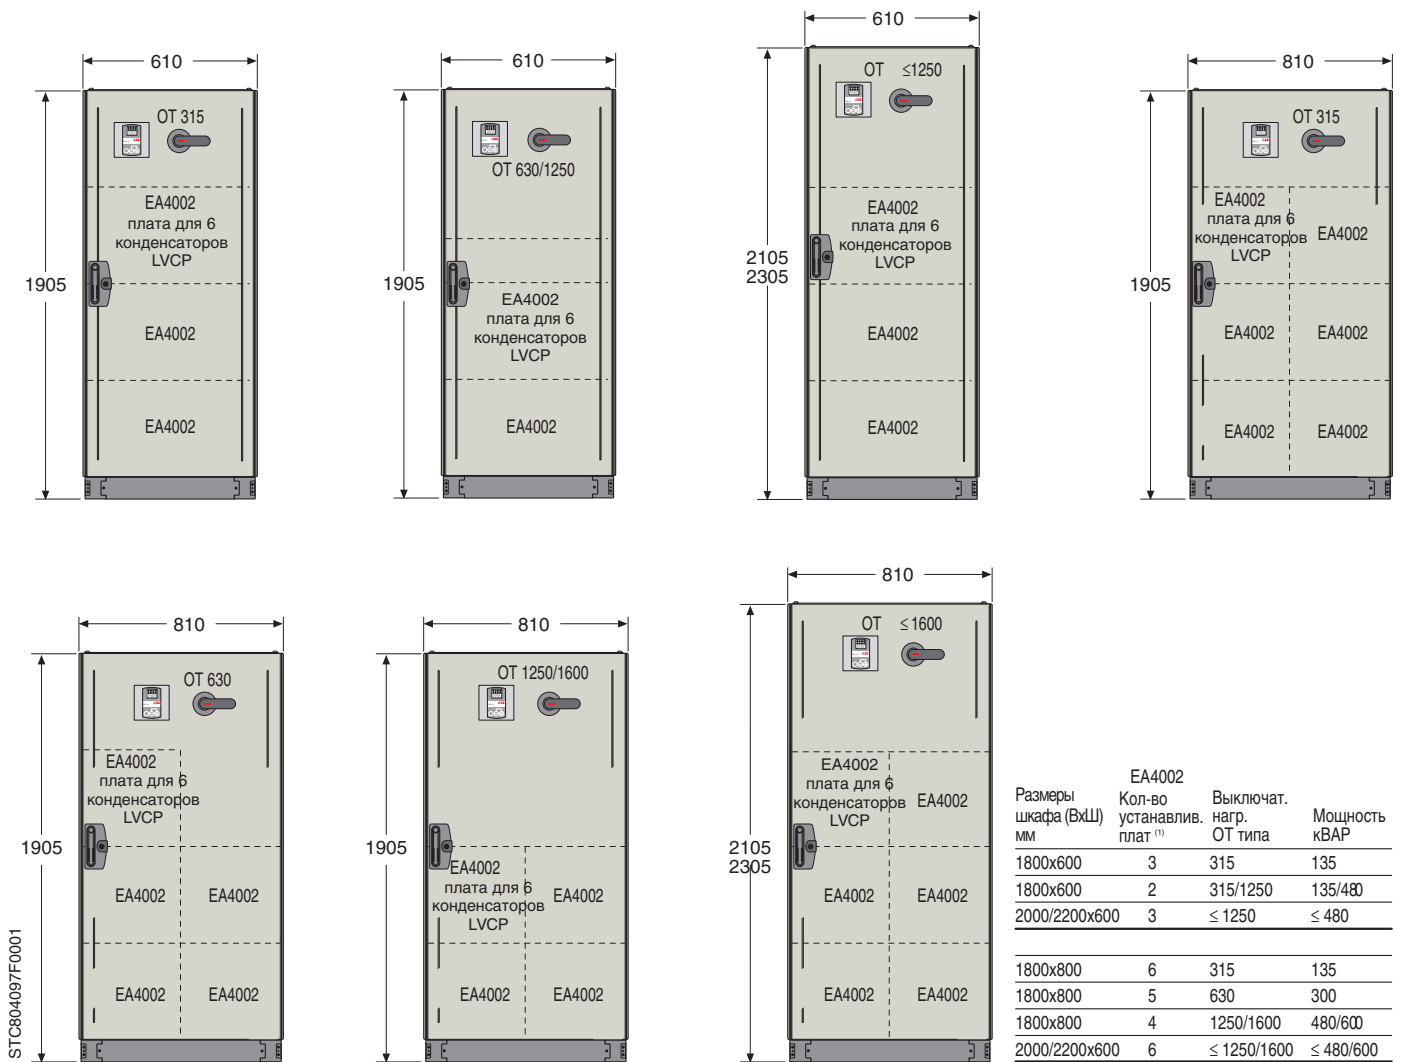 610
OT 315
EA4002
плата для 6
конденсаторов
LVCP
EA4002
EA4002
1905
610
OT 630/1250
EA4002
плата для 6
конденсаторов
LVCP
EA4002
1905
610
OT ≤1250
EA4002
плата для 6
конденсаторов
LVCP
EA4002
EA4002
2105
2305
810
OT 315
EA4002
плата для 6
конденсаторов
LVCP
EA4002
EA4002 EA4002
EA4002 EA4002
1905
810
OT 630
EA4002
плата для 6
конденсаторов
LVCP
EA4002 EA4002
EA4002 EA4002
1905
810
OT 1250/1600
EA4002
плата для 6
конденсаторов
LVCP
EA4002
EA4002 EA4002
1905
810
OT ≤ 1600
EA4002
плата для 6
конденсаторов
LVCP
EA4002
EA4002 EA4002
EA4002 EA4002
2105
2305
STC804097F0001
EA4002
Размеры Кол-во Выключат.
шкафа (ВхШ) устанавлив. нагр. Мощность
мм плат (1) ОТ типа кВАР
1800x600 3 315 135
1800x600 2 315/1250 135/480
2000/2200x600 3 ≤ 1250 ≤ 480
1800x800 6 315 135
1800x800 5 630 300
1800x800 4 1250/1600 480/600
2000/2200x600 6 ≤ 1250/1600 ≤ 480/600